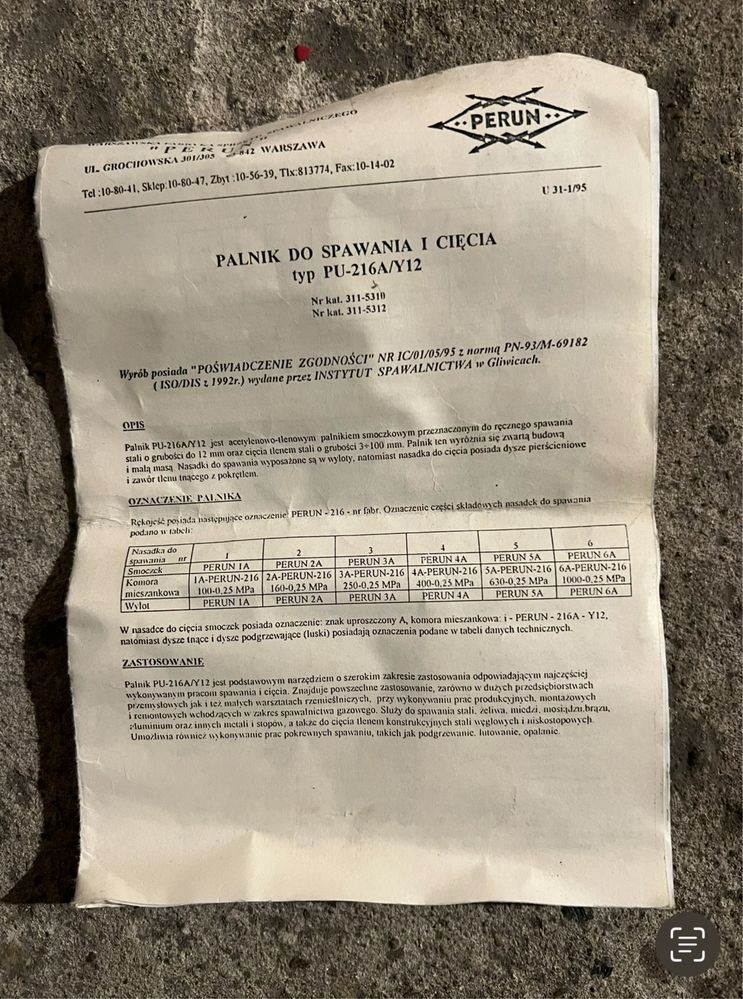 SPAWALNICZEGO
"PERUN"
UL. GROCHOWSKA 301/305 842 WARSZAWA
Tel :10-80-41, Sklep:10-80-47, Zbyt :10-56-39, Tlx:813774, Fax:10-14-02
PERUN
U 31-1/95
PALNIK DO SPAWANIA I CIĘCIA
typ PU-216A/Y12
Nr kat. 311-5310
Nr kat. 311-5312
Wyrób posiada "POŚWIADCZENIE ZGODNOŚCI" NR IC/01/05/95 z normą PN-93/M-69182
( ISO/DIS z 1992r.) wydane przez INSTYTUT SPAWALNICTWA w Gliwicach.
OPIS
Palnik PU-216A/Y12 jest acetylenowo-tlenowym palnikiem smoczkowym przeznaczonym do ręcznego spawania
stali o grubości do 12 mm oraz cięcia tlenem stali o grubości 3÷100 mm. Palnik ten wyróżnia się zwartą budową
i małą masą. Nasadki do spawania wyposażone są w wyloty, natomiast nasadka do cięcia posiada dysze pierścieniowe
i zawór tlenu tnącego z pokrętłem.
OZNACZENIE PALNIKA
Rękojeść posiada następujące oznaczenie: PERUN - 216 - nr fabr. Oznaczenie części składowych nasadek do spawania
podano w tabeli:
Nasadka do spawania nr 1 2 3 4 5 6
Smoczek PERUN 1A PERUN 2A PERUN 3A PERUN 4A PERUN 5A PERUN 6A
Komora 1A-PERUN-216 2A-PERUN-216 3A-PERUN-216 4A-PERUN-216 5A-PERUN-216 6A-PERUN-216
mieszankowa 100-0,25 MPa 160-0,25 MPa 250-0,25 MPa 400-0,25 MPa 630-0,25 MPa 1000-0,25 MPa
Wylot PERUN 1A PERUN 2A PERUN 3A PERUN 4A PERUN 5A PERUN 6A
W nasadce do cięcia smoczek posiada oznaczenie: znak uproszczony A, komora mieszankowa: i - PERUN - 216A - Y12,
natomiast dysze tnące i dysze podgrzewające (łuski) posiadają oznaczenia podane w tabeli danych technicznych.
ZASTOSOWANIE
Palnik PU-216A/Y12 jest podstawowym narzędziem o szerokim zakresie zastosowania odpowiadającym najczęściej
wykonywanym pracom spawania i cięcia. Znajduje powszechne zastosowanie, zarówno w dużych przedsiębiorstwach
przemysłowych jak i też małych warsztatach rzemieślniczych, przy wykonywaniu prac produkcyjnych, montażowych
i remontowych wchodzących w zakres spawalnictwa gazowego. Służy do spawania stali, żeliwa, miedzi, mosiądzu,brązu,
aluminium oraz innych metali i stopów, a także do cięcia tlenem konstrukcyjnych stali węglowych i niskostopowych.
Umożliwia również wykonywanie prac pokrewnych spawaniu, takich jak podgrzewanie, lutowanie, opalanie.